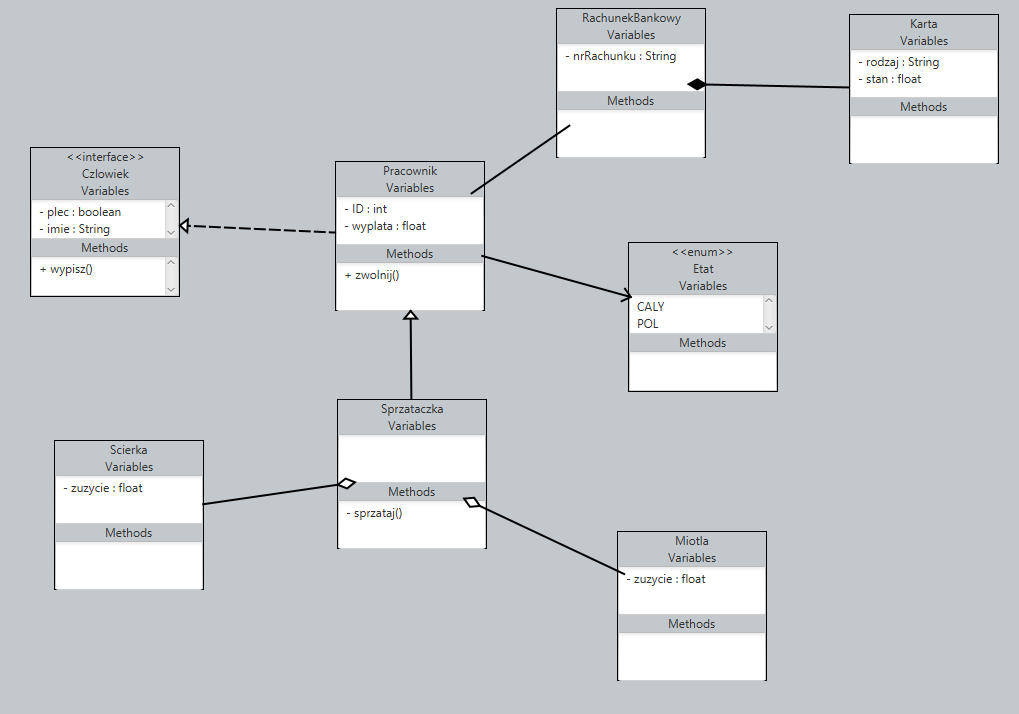 RachunekBankowy
Variables
- nrRachunku : String
Methods
Karta
Variables
- rodzaj : String
- stan : float
Methods
<<interface>>
Czlowiek
Variables
- plec : boolean
- imie : String
Methods
+ wypisz()
Pracownik
Variables
- ID : int
- wyplata : float
Methods
+ zwolnij()
<<enum>>
Etat
Variables
CALY
POL
Methods
Sprzataczka
Variables
Methods
- sprzataj()
Scierka
Variables
- zuzycie : float
Methods
Miotla
Variables
- zuzycie : float
Methods